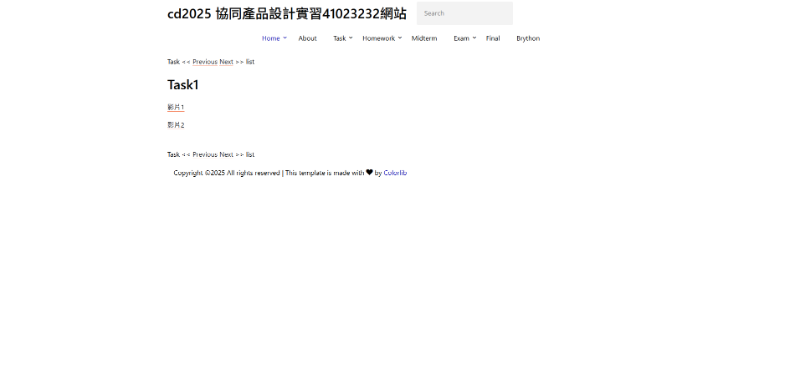 cd2025 協同產品設計實習41023232網站
Search
Home About Task Homework Midterm Exam Final Brython
Task << Previous Next >> list
Task1
影片1
影片2
Task << Previous Next >> list
Copyright ©2025 All rights reserved | This template is made with ♥ by Colorlib